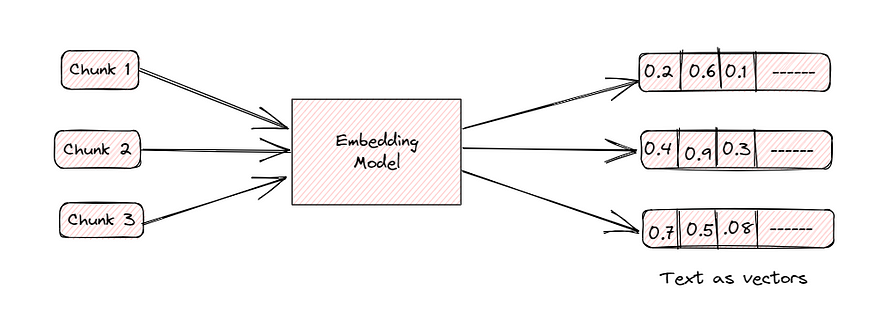 Chunk 1
Chunk 2
Chunk 3
Embedding
Model
0.2 0.6 0.1 ------
0.4 0.9 0.3 ------
0.7 0.5 .08 ------
Text as vectors